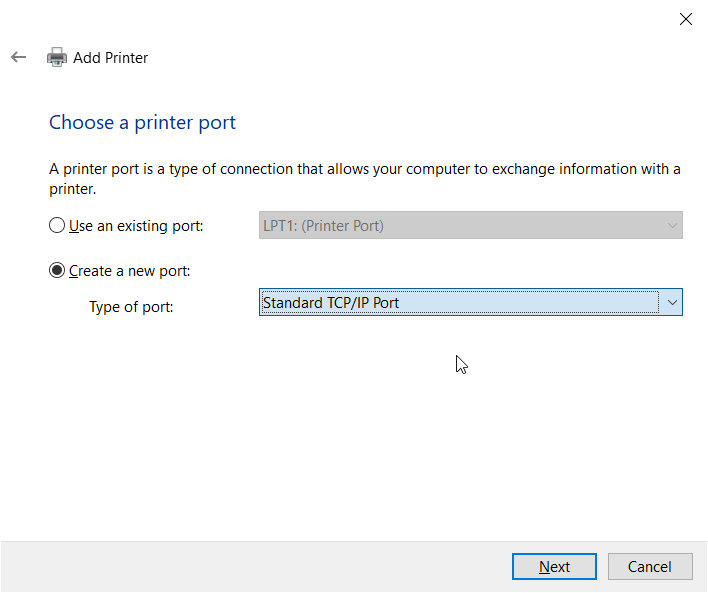 Add Printer
Choose a printer port
A printer port is a type of connection that allows your computer to exchange information with a
printer.
Use an existing port:
LPT1: (Printer Port)
Create a new port:
Type of port:
Standard TCP/IP Port
Next
Cancel